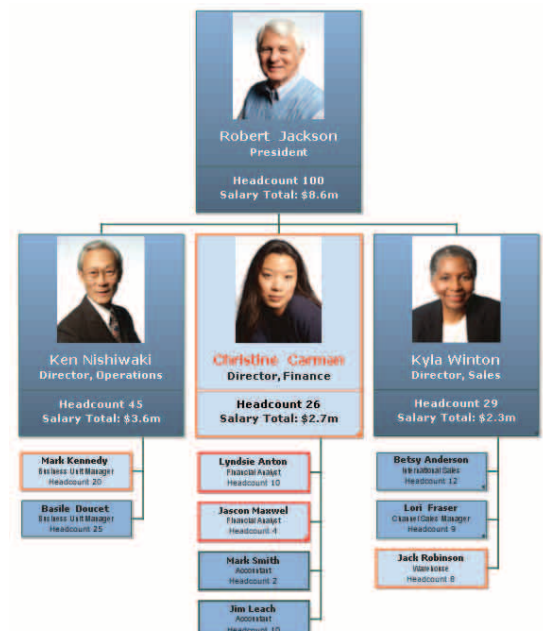 Robert Jackson
President
Headcount 100
Salary Total: $8.6m
Ken Nishiwaki
Director, Operations
Headcount 45
Salary Total: $3.6m
Christine Carman
Director, Finance
Headcount 26
Salary Total: $2.7m
Kyla Winton
Director, Sales
Headcount 29
Salary Total: $2.3m
Mark Kennedy
Business Unit Manager
Headcount 20
Basile Doucet
Business Unit Manager
Headcount 25
Lyndsie Anton
Financial Analyst
Headcount 10
Jascon Maxwel
Financial Analyst
Headcount 4
Mark Smith
Accountant
Headcount 2
Jim Leach
Accountant
Headcount 10
Betsy Anderson
International Sales
Headcount 12
Lori Fraser
Channel Sales Manager
Headcount 9
Jack Robinson
Warehouse
Headcount 8